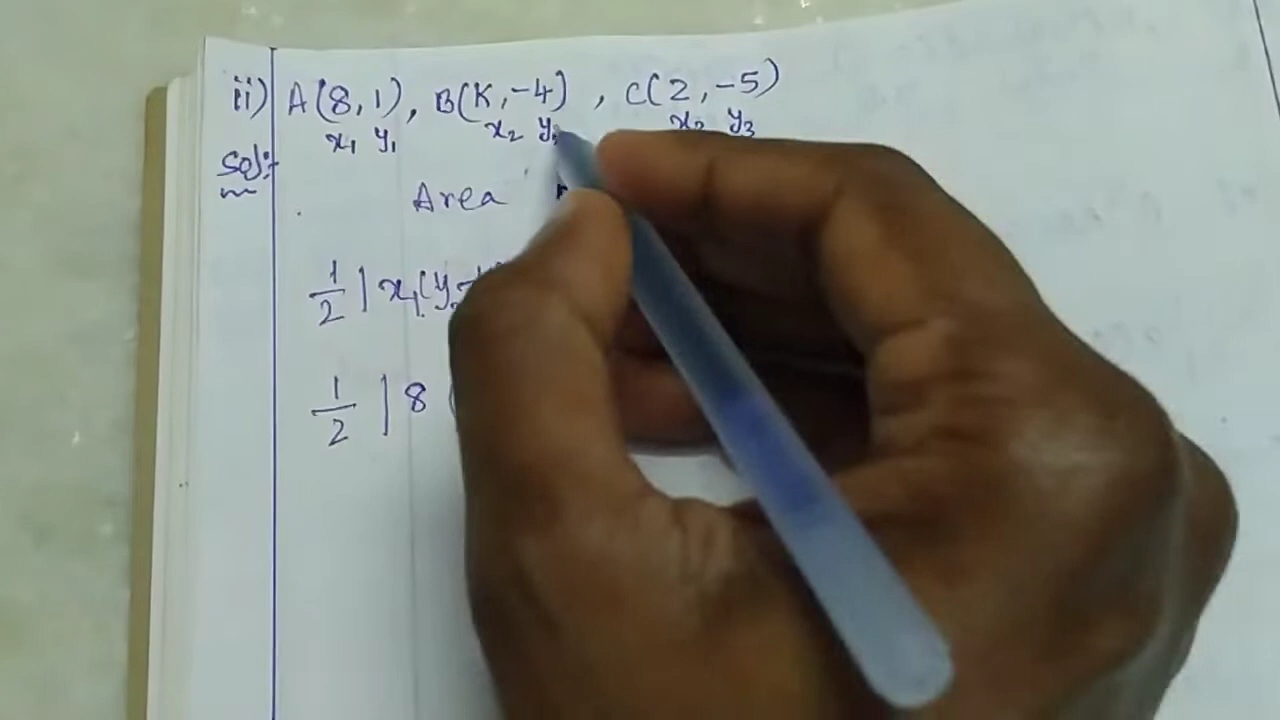 ii) A(8, 1), B(K, -4) , C(2, -5)
x₁ y₁ x₂ y₂ x₃ y₃
Sol:-
Area
1/2 | x₁(y₂-
1/2 | 8 (